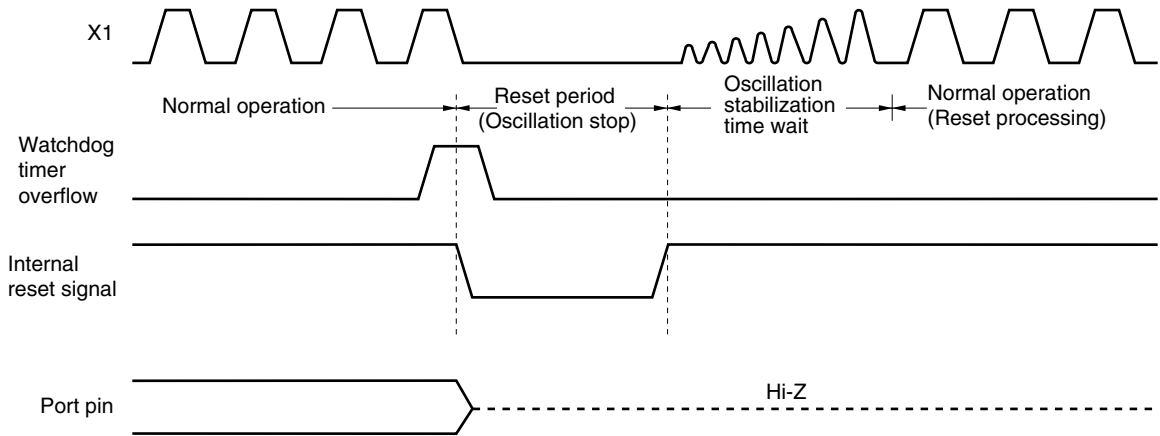 X1
Normal operation
Reset period
(Oscillation stop)
Oscillation
stabilization
time wait
Normal operation
(Reset processing)
Watchdog
timer
overflow
Internal
reset signal
Port pin
Hi-Z